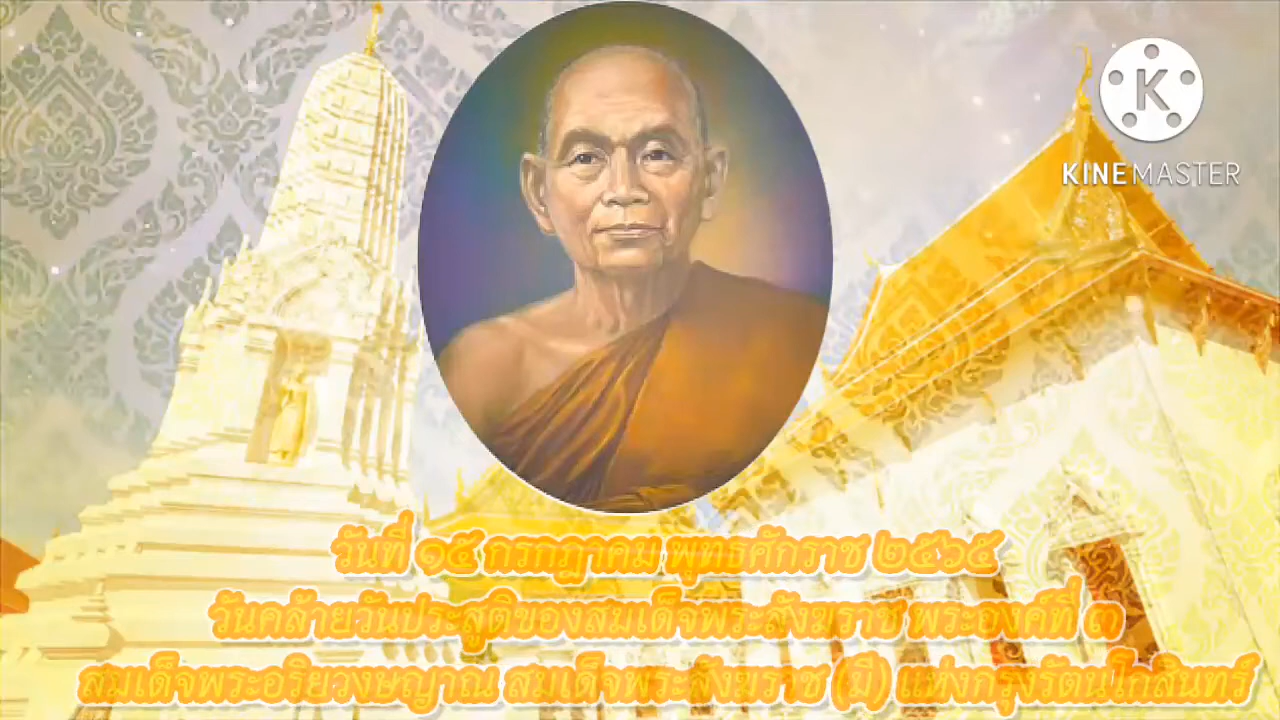 K
KINEMASTER
วันที่ ๑๕ กรกฎาคม พุทธศักราช ๒๕๖๕
วันคล้ายวันประสูติของสมเด็จพระสังฆราช พระองค์ที่ ๓
สมเด็จพระอริยวงษญาณ สมเด็จพระสังฆราช (มี) แห่งกรุงรัตนโกสินทร์